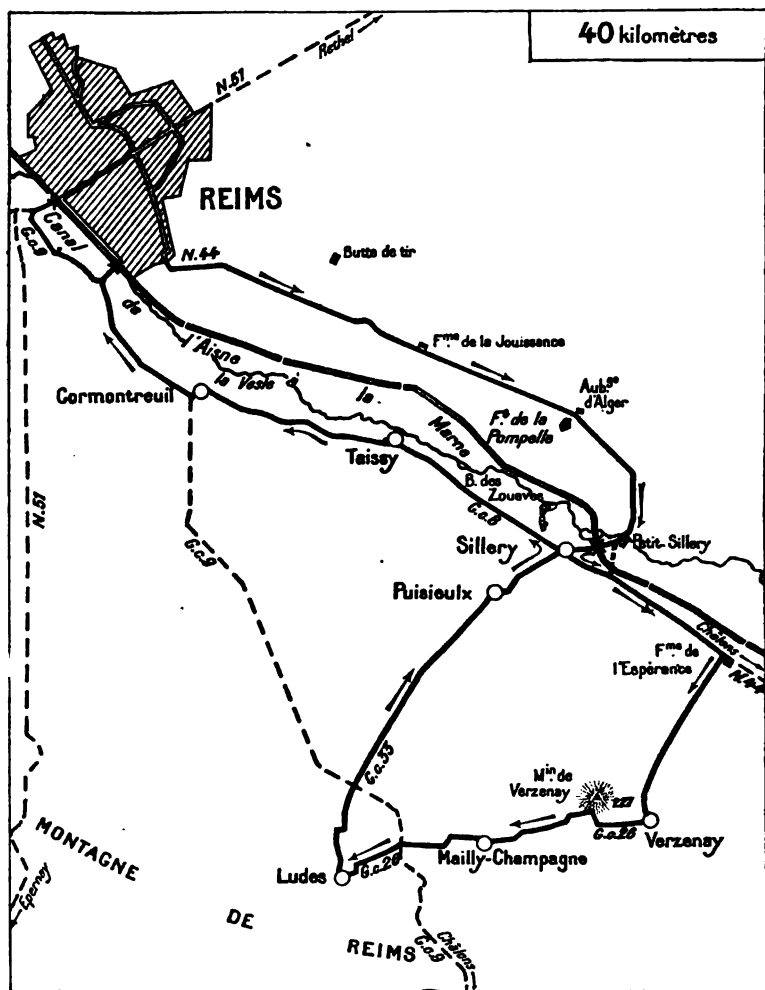 40 kilomètres
Rethel
N.51
REIMS
Canal
G.c.9
N.44
Butte de tir
de
l'Aisne
Fme de la Jouissance
la Vesle
à
la
Marne
Cormontreuil
Aub.ge
d'Alger
F.t de la
Pompelle
Taissy
B. des
Zouaves
G.c.8
N.51
G.c.9
Sillery
Petit-Sillery
Puisieulx
Châlons
N.44
Fme de
l'Espérance
G.c.33
Min de
Verzenay
227
G.c.26
Verzenay
MONTAGNE
Mailly-Champagne
Ludes
G.c.26
Epernay
DE
REIMS
Châlons
G.c.9